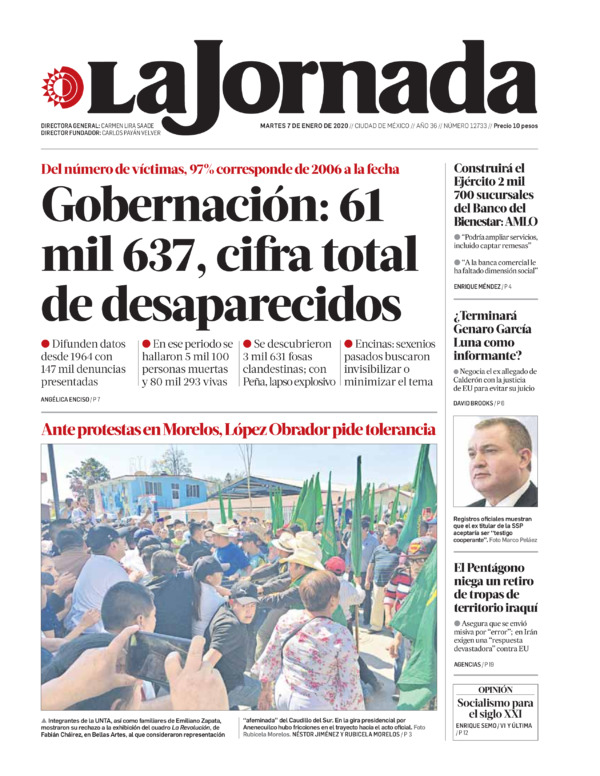 LaJornada
DIRECTORA GENERAL: CARMEN LIRA SAADE
DIRECTOR FUNDADOR: CARLOS PAYÁN VELVER
MARTES 7 DE ENERO DE 2020 // CIUDAD DE MÉXICO // AÑO 36 // NÚMERO 12733 // Precio 10 pesos
Del número de víctimas, 97% corresponde de 2006 a la fecha
Gobernación: 61
mil 637, cifra total
de desaparecidos
● Difunden datos
desde 1964 con
147 mil denuncias
presentadas
● En ese periodo se
hallaron 5 mil 100
personas muertas
y 80 mil 293 vivas
● Se descubrieron
3 mil 631 fosas
clandestinas; con
Peña, lapso explosivo
● Encinas: sexenios
pasados buscaron
invisibilizar o
minimizar el tema
ANGÉLICA ENCISO / P 7
Ante protestas en Morelos, López Obrador pide tolerancia
▲ Integrantes de la UNTA, así como familiares de Emiliano Zapata,
mostraron su rechazo a la exhibición del cuadro La Revolución, de
Fabián Cháirez, en Bellas Artes, al que consideraron representación
"afeminada" del Caudillo del Sur. En la gira presidencial por
Anenecuilco hubo fricciones en el trayecto hacia el acto oficial. Foto
Rubicela Morelos. NÉSTOR JIMÉNEZ Y RUBICELA MORELOS / P 3
Construirá el
Ejército 2 mil
700 sucursales
del Banco del
Bienestar: AMLO
● "Podría ampliar servicios,
incluido captar remesas"
● "A la banca comercial le
ha faltado dimensión social"
ENRIQUE MÉNDEZ / P 4
¿Terminará
Genaro García
Luna como
informante?
● Negocia el ex allegado de
Calderón con la justicia
de EU para evitar su juicio
DAVID BROOKS / P 6
Registros oficiales muestran
que el ex titular de la SSP
aceptaría ser "testigo
cooperante". Foto Marco Peláez
El Pentágono
niega un retiro
de tropas de
territorio iraquí
● Asegura que se envió
misiva por "error"; en Irán
exigen una "respuesta
devastadora" contra EU
AGENCIAS / P 19
OPINIÓN
Socialismo para
el siglo XXI
ENRIQUE SEMO / VI Y ÚLTIMA
/ P 12